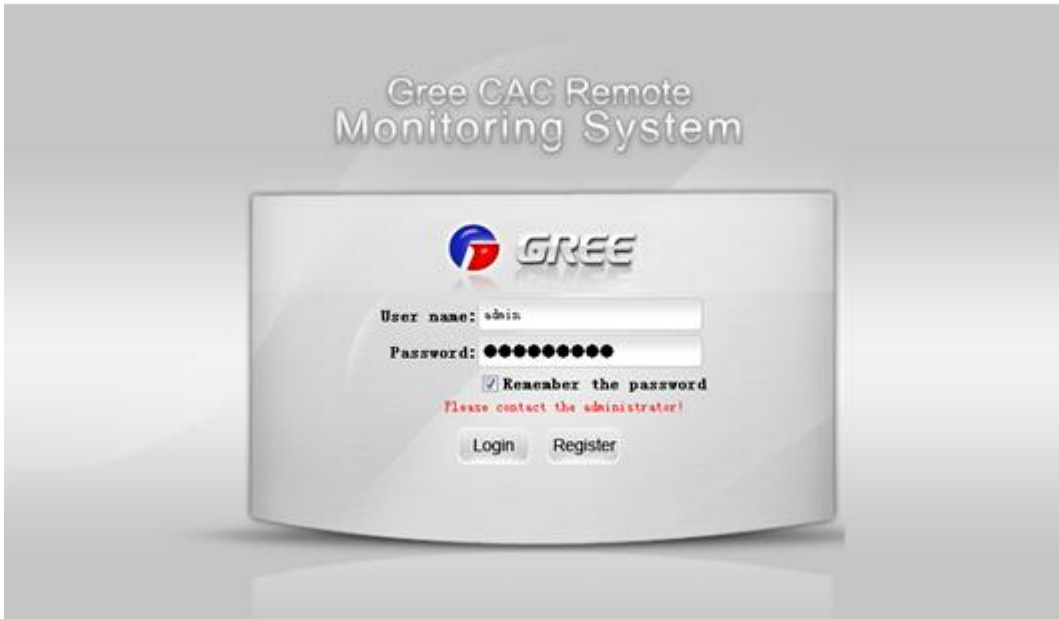 Gree CAC Remote
Monitoring System
GREE
User name: admin
Password: ●●●●●●●●●
Remember the password
Please contact the administrator!
Login Register